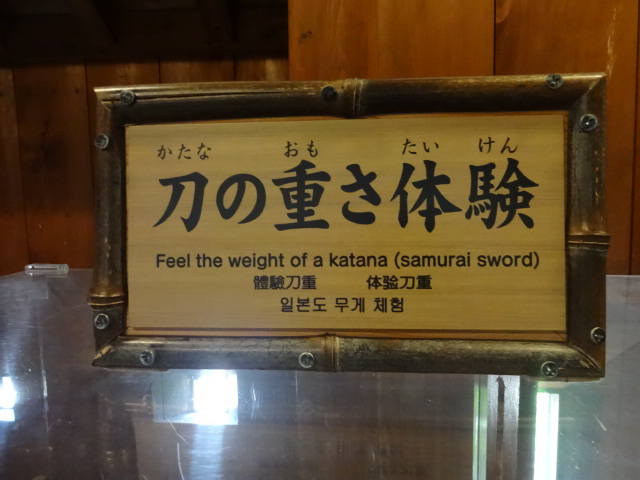 かたな おも たい けん
刀の重さ体験
Feel the weight of a katana (samurai sword)
體驗刀重 体验刀重
일본도 무게 체험